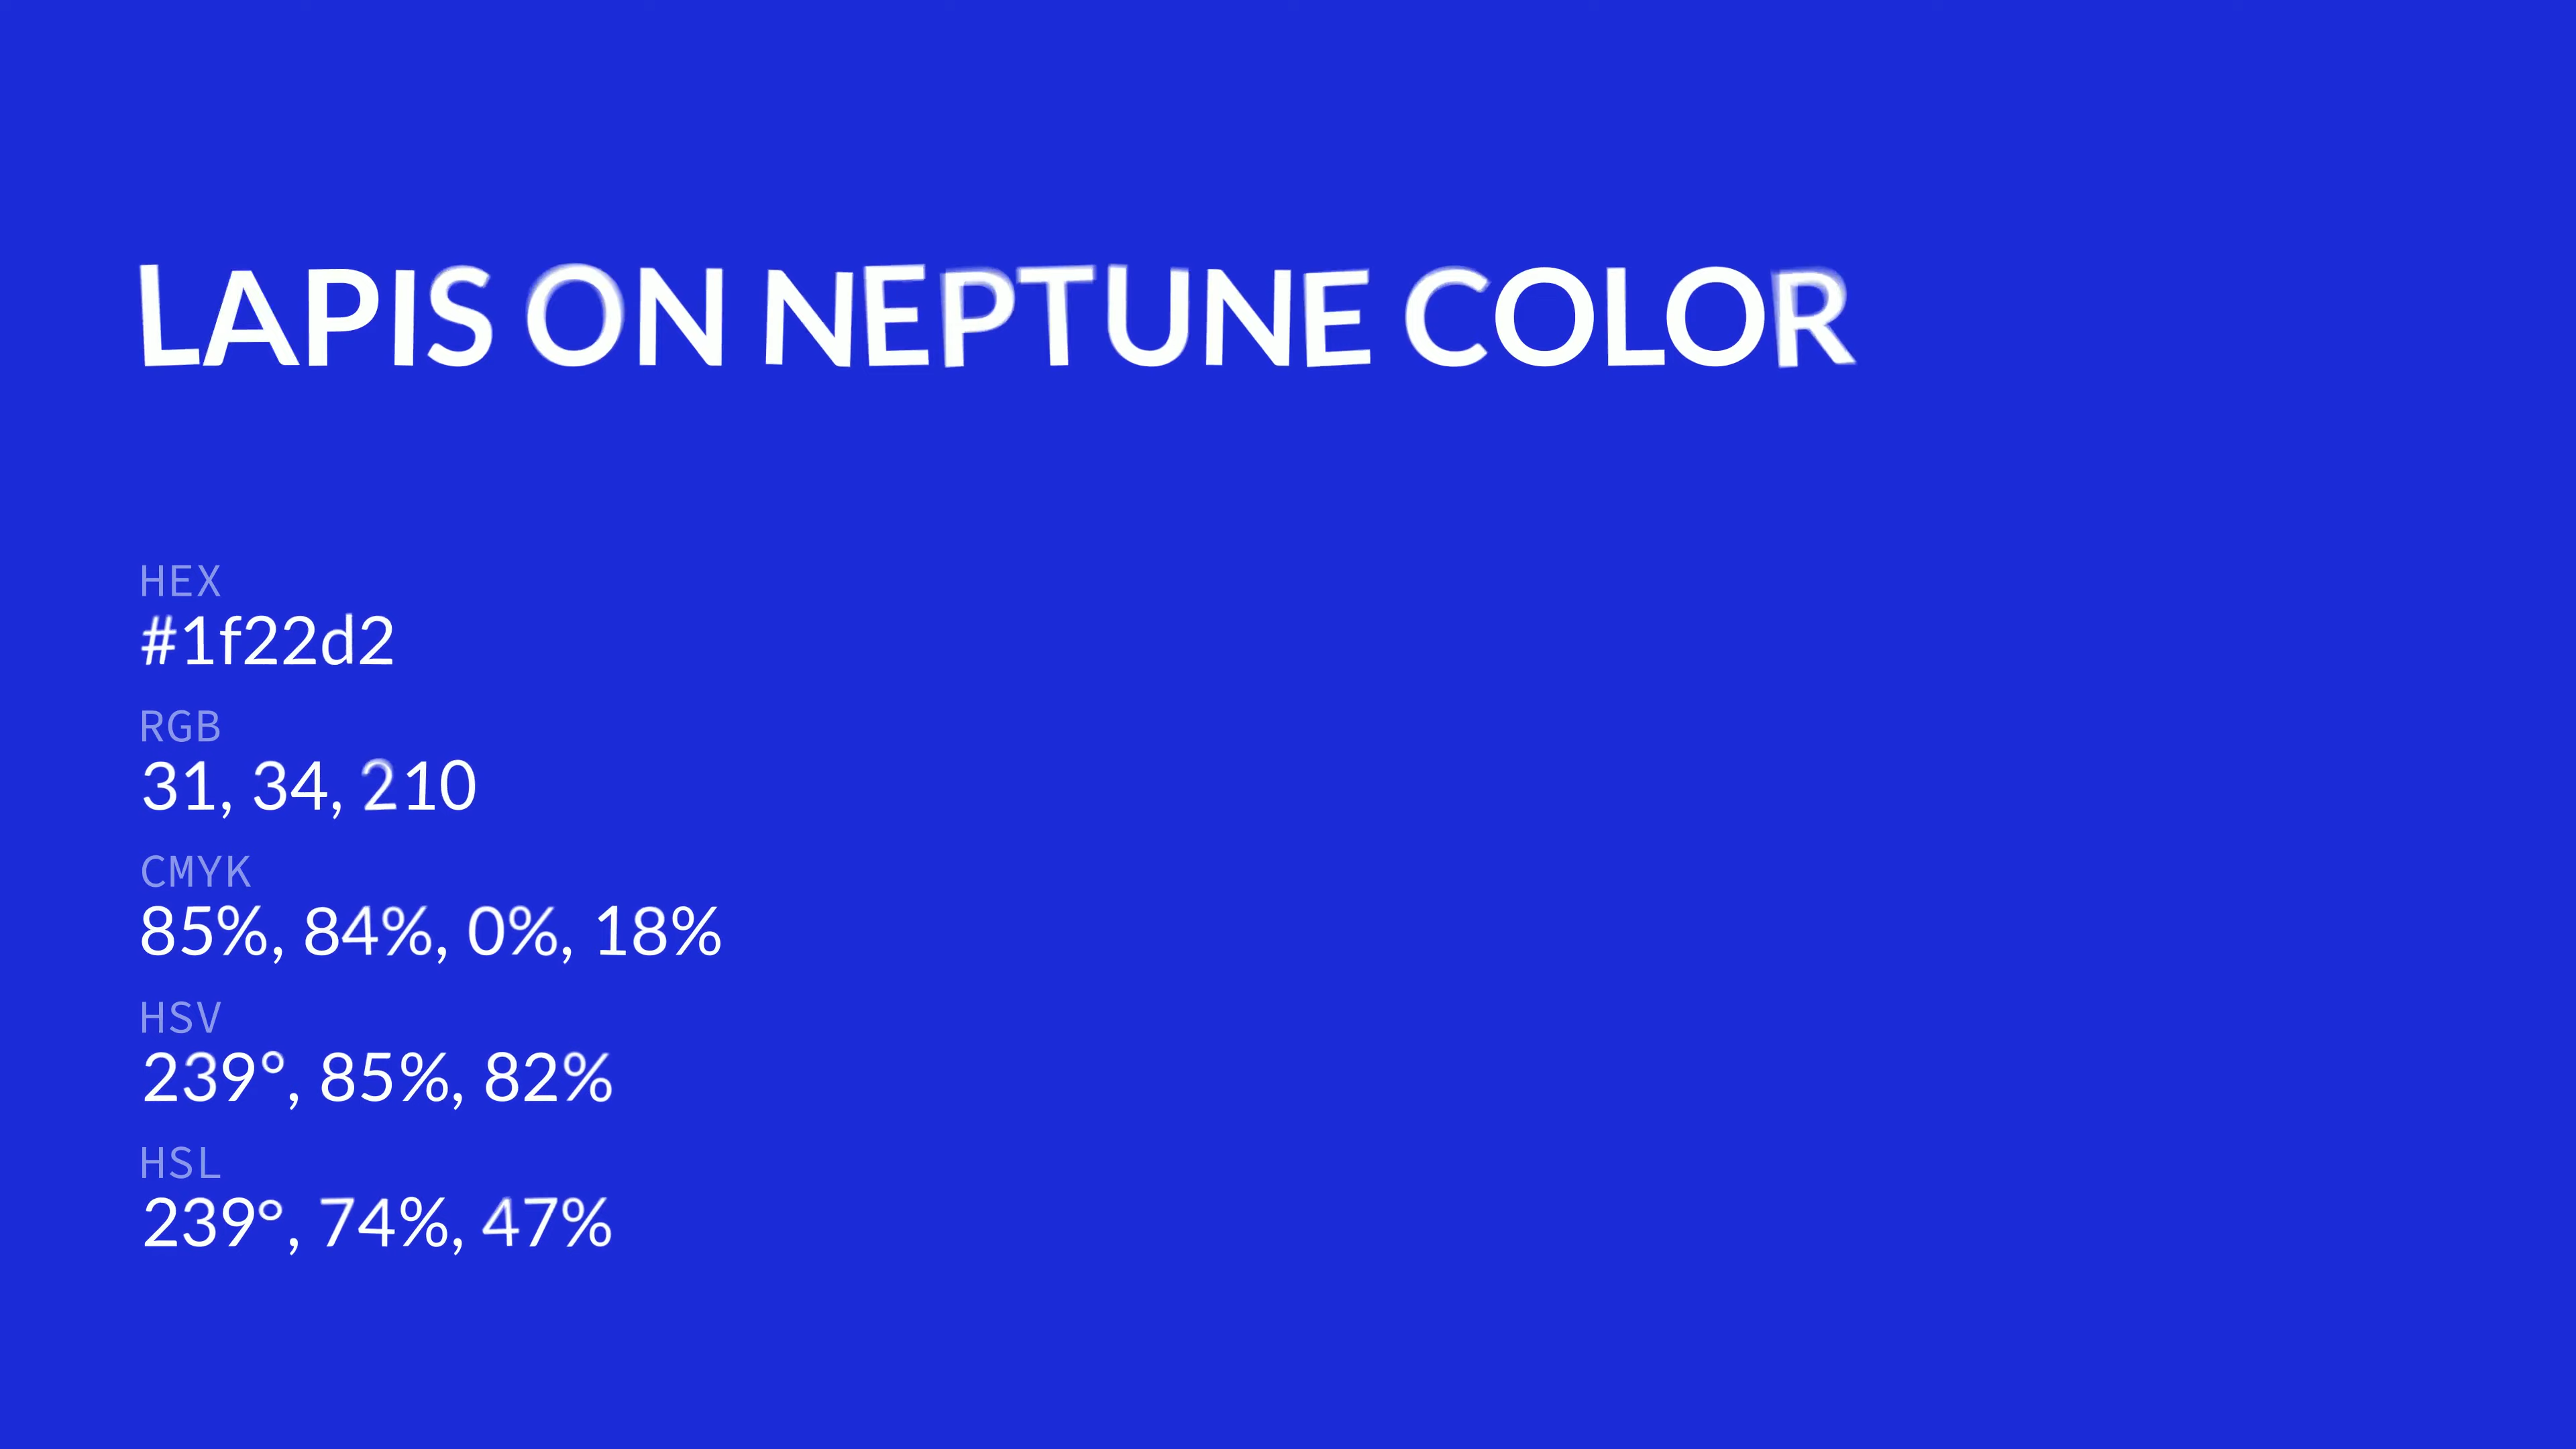 LAPIS ON NEPTUNE COLOR
HEX
#1f22d2
RGB
31, 34, 210
CMYK
85%, 84%, 0%, 18%
HSV
239°, 85%, 82%
HSL
239°, 74%, 47%